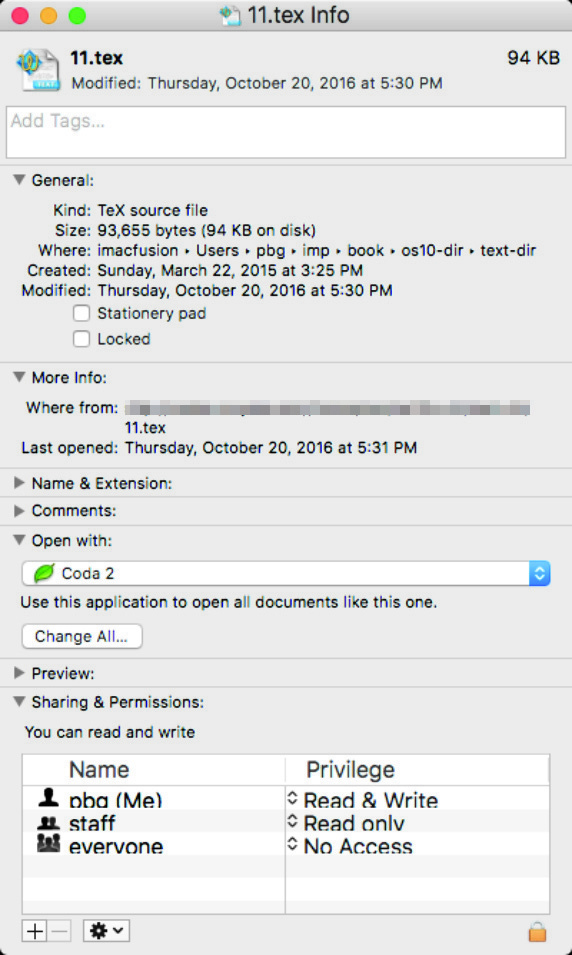 11.tex Info
11.tex 94 KB
Modified: Thursday, October 20, 2016 at 5:30 PM
Add Tags...
General:
Kind: TeX source file
Size: 93,655 bytes (94 KB on disk)
Where: imacfusion ▸ Users ▸ pbg ▸ imp ▸ book ▸ os10-dir ▸ text-dir
Created: Sunday, March 22, 2015 at 3:25 PM
Modified: Thursday, October 20, 2016 at 5:30 PM
Stationery pad
Locked
More Info:
Where from:
11.tex
Last opened: Thursday, October 20, 2016 at 5:31 PM
Name & Extension:
Comments:
Open with:
Coda 2
Use this application to open all documents like this one.
Change All...
Preview:
Sharing & Permissions:
You can read and write
Name Privilege
pbg (Me) Read & Write
staff Read only
everyone No Access